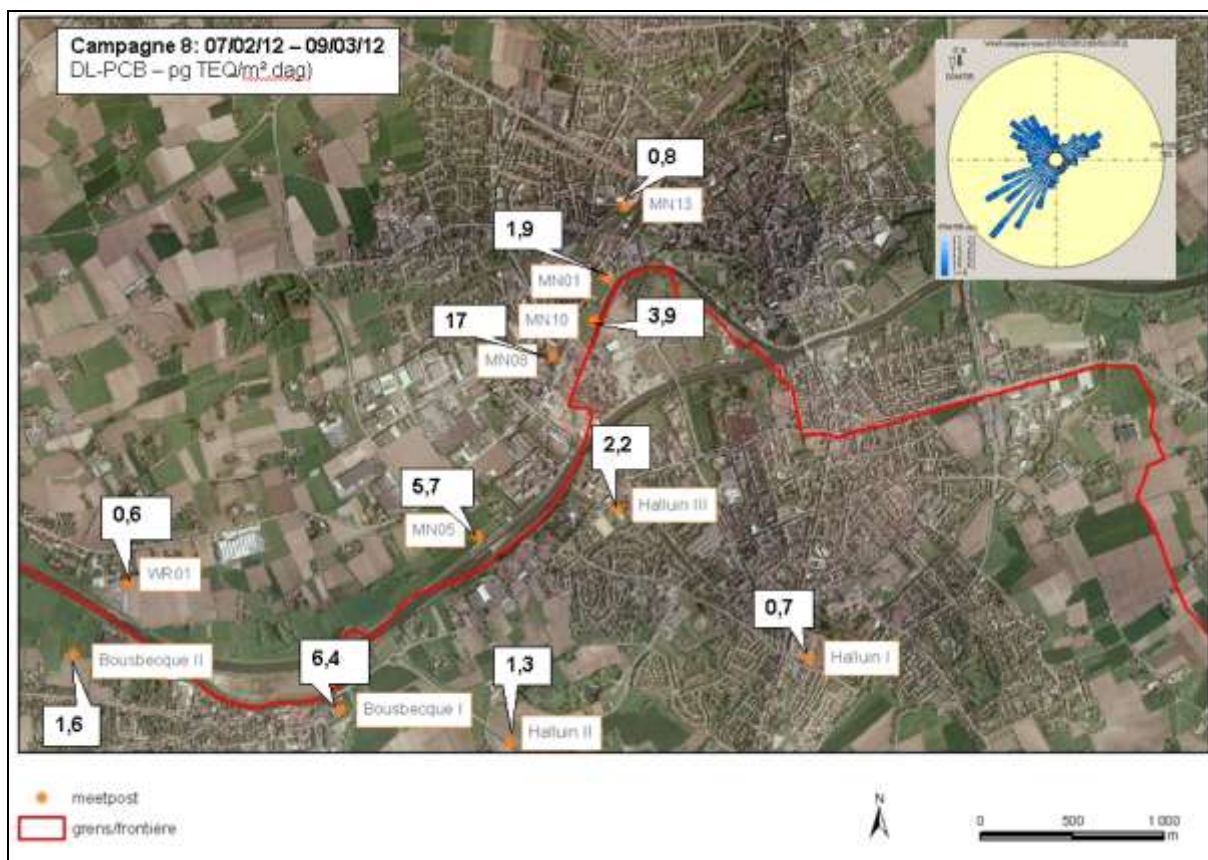 Campagne 8: 07/02/12 – 09/03/12
DL-PCB – pg TEQ/m² dag)
0,8
MN13
1,9
MN01
3,9
MN10
17
MN08
2,2
Halluin III
5,7
MN05
0,6
WR01
0,7
Halluin I
Bousbecque II
1,6
6,4
Bousbecque I
1,3
Halluin II
meetpost
grens/frontière
N
0 500 1 000
m